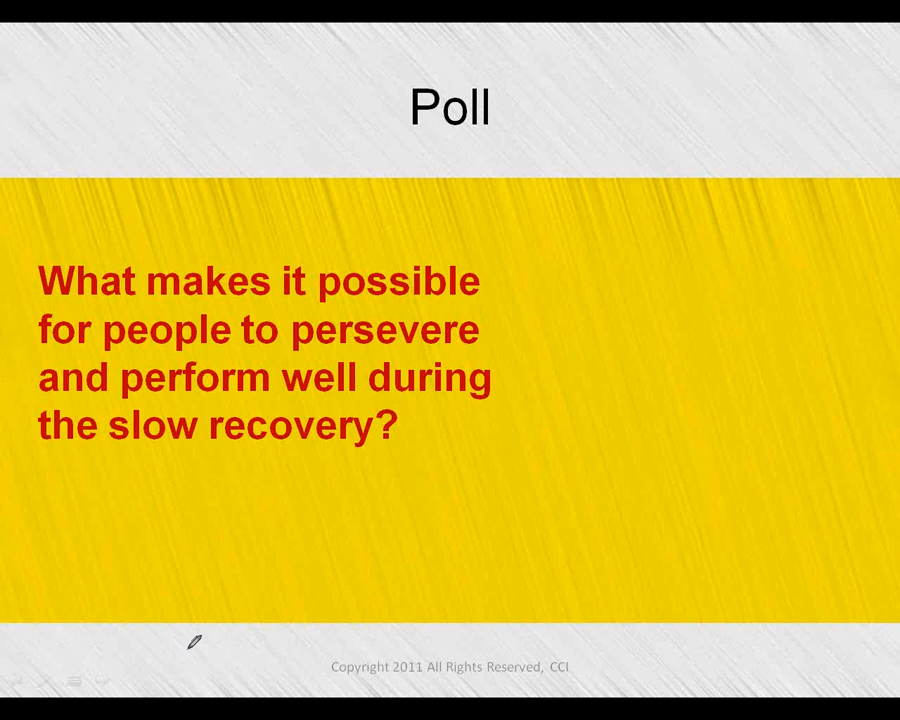 Poll
What makes it possible
for people to persevere
and perform well during
the slow recovery?
Copyright 2011 All Rights Reserved, CCI